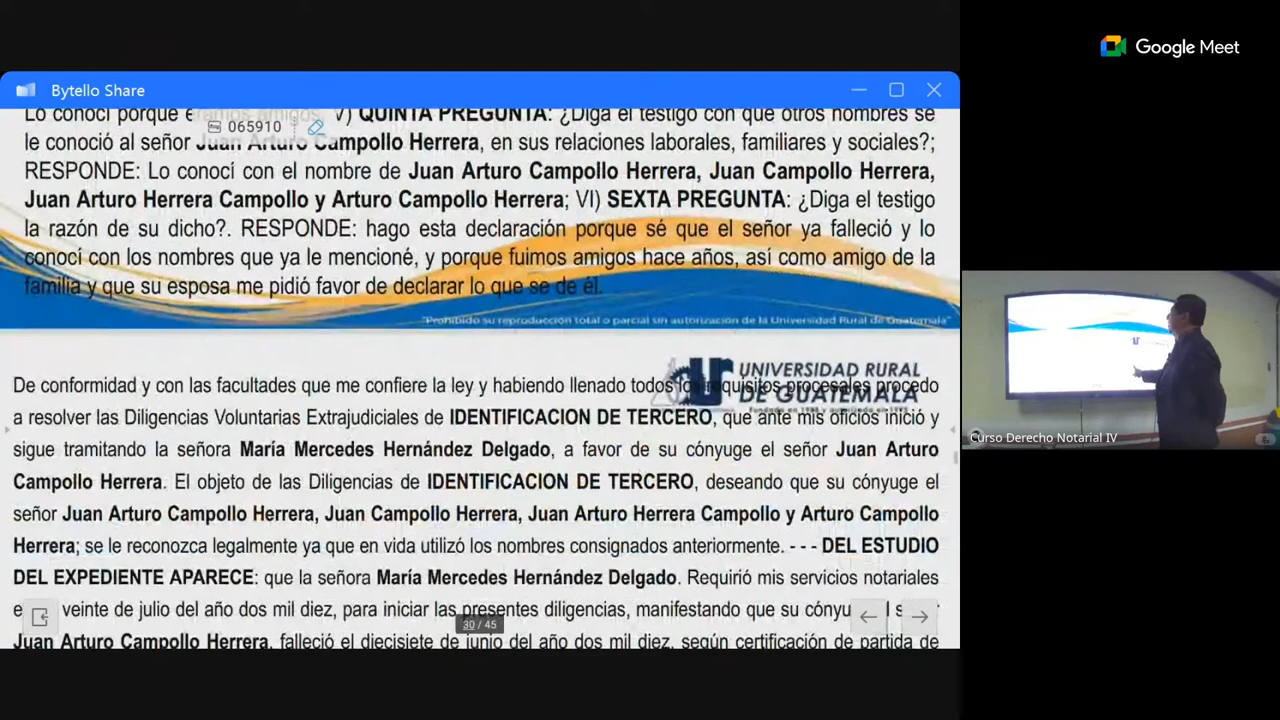 Google Meet
Bytello Share
Lo conocí porque e V) QUINTA PREGUNTA: ¿Diga el testigo con que otros nombres se
065910
le conoció al señor Juan Arturo Campollo Herrera, en sus relaciones laborales, familiares y sociales?;
RESPONDE: Lo conocí con el nombre de Juan Arturo Campollo Herrera, Juan Campollo Herrera,
Juan Arturo Herrera Campollo y Arturo Campollo Herrera; VI) SEXTA PREGUNTA: ¿Diga el testigo
la razón de su dicho?. RESPONDE: hago esta declaración porque sé que el señor ya falleció y lo
conocí con los nombres que ya le mencioné, y porque fuimos amigos hace años, así como amigo de la
familia y que su esposa me pidió favor de declarar lo que se de él.
"Prohibido su reproducción total o parcial sin autorización de la Universidad Rural de Guatemala"
UNIVERSIDAD RURAL
DE GUATEMALA
De conformidad y con las facultades que me confiere la ley y habiendo llenado todos los requisitos procesales procedo
a resolver las Diligencias Voluntarias Extrajudiciales de IDENTIFICACION DE TERCERO, que ante mis oficios inició y
sigue tramitando la señora María Mercedes Hernández Delgado, a favor de su cónyuge el señor Juan Arturo
Campollo Herrera. El objeto de las Diligencias de IDENTIFICACION DE TERCERO, deseando que su cónyuge el
señor Juan Arturo Campollo Herrera, Juan Campollo Herrera, Juan Arturo Herrera Campollo y Arturo Campollo
Herrera; se le reconozca legalmente ya que en vida utilizó los nombres consignados anteriormente. - - - DEL ESTUDIO
DEL EXPEDIENTE APARECE: que la señora María Mercedes Hernández Delgado. Requirió mis servicios notariales
e veinte de julio del año dos mil diez, para iniciar las presentes diligencias, manifestando que su cónyu
Juan Arturo Campollo Herrera, falleció el diecisiete de junio del año dos mil diez, según certificación de partida de
30 / 45
Curso Derecho Notarial IV